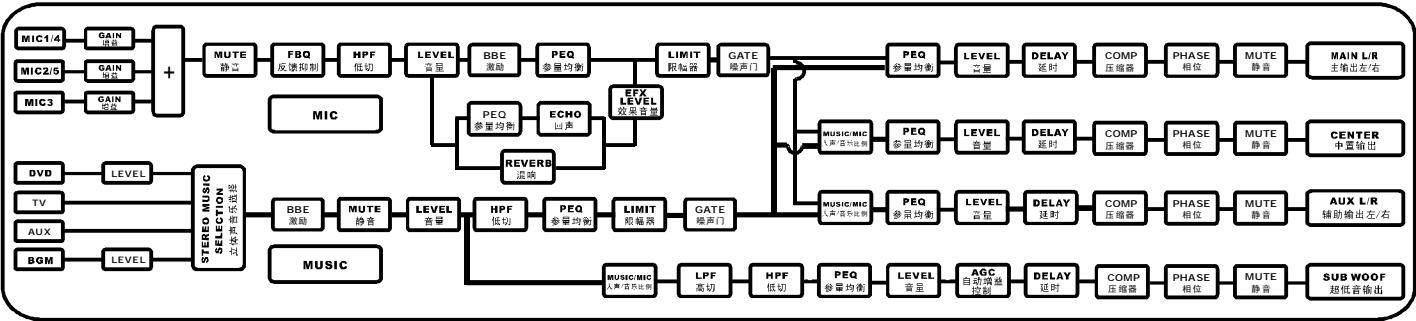 MIC1/4
GAIN
增益
MIC2/5
GAIN
增益
MIC3
GAIN
增益
+
MUTE
静音
FBQ
反馈抑制
HPF
低切
LEVEL
音量
BBE
激励
PEQ
参量均衡
EFX
LEVEL
效果音量
LIMIT
限幅器
GATE
噪声门
PEQ
参量均衡
ECHO
回声
REVERB
混响
MIC
PEQ
参量均衡
LEVEL
音量
DELAY
延时
COMP
压缩器
PHASE
相位
MUTE
静音
MAIN L/R
主输出左/右
MUSIC/MIC
人声/音乐比例
PEQ
参量均衡
LEVEL
音量
DELAY
延时
COMP
压缩器
PHASE
相位
MUTE
静音
CENTER
中置输出
DVD
LEVEL
TV
AUX
BGM
LEVEL
STEREO MUSIC
SELECTION
立体声音乐选择
BBE
激励
MUTE
静音
LEVEL
音量
HPF
低切
PEQ
参量均衡
LIMIT
限幅器
GATE
噪声门
MUSIC
MUSIC/MIC
人声/音乐比例
PEQ
参量均衡
LEVEL
音量
DELAY
延时
COMP
压缩器
PHASE
相位
MUTE
静音
AUX L/R
辅助输出左/右
MUSIC/MIC
人声/音乐比例
LPF
高切
HPF
低切
PEQ
参量均衡
LEVEL
音量
AGC
自动增益
控制
DELAY
延时
COMP
压缩器
PHASE
相位
MUTE
静音
SUB WOOF
超低音输出